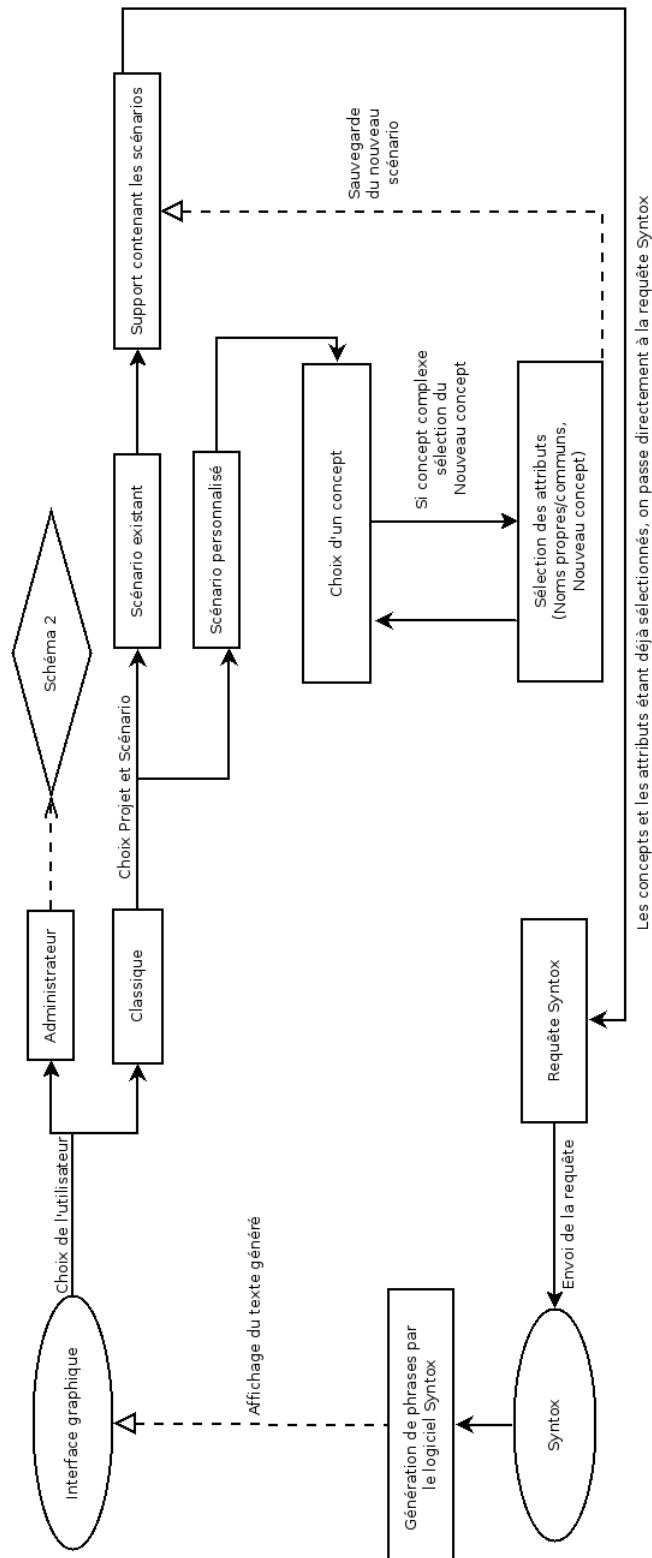 Interface graphique
Choix de l'utilisateur
Administrateur
Schéma 2
Classique
Choix Projet et Scénario
Scénario existant
Support contenant les scénarios
Scénario personnalisé
Choix d'un concept
Si concept complexe
sélection du
Nouveau concept
Sélection des attributs
(Noms propres/communs,
Nouveau concept)
Sauvegarde
du nouveau
scénario
Les concepts et les attributs étant déjà sélectionnés, on passe directement à la requête Syntox
Requête Syntox
Envoi de la requête
Syntox
Génération de phrases par
le logiciel Syntox
Affichage du texte généré